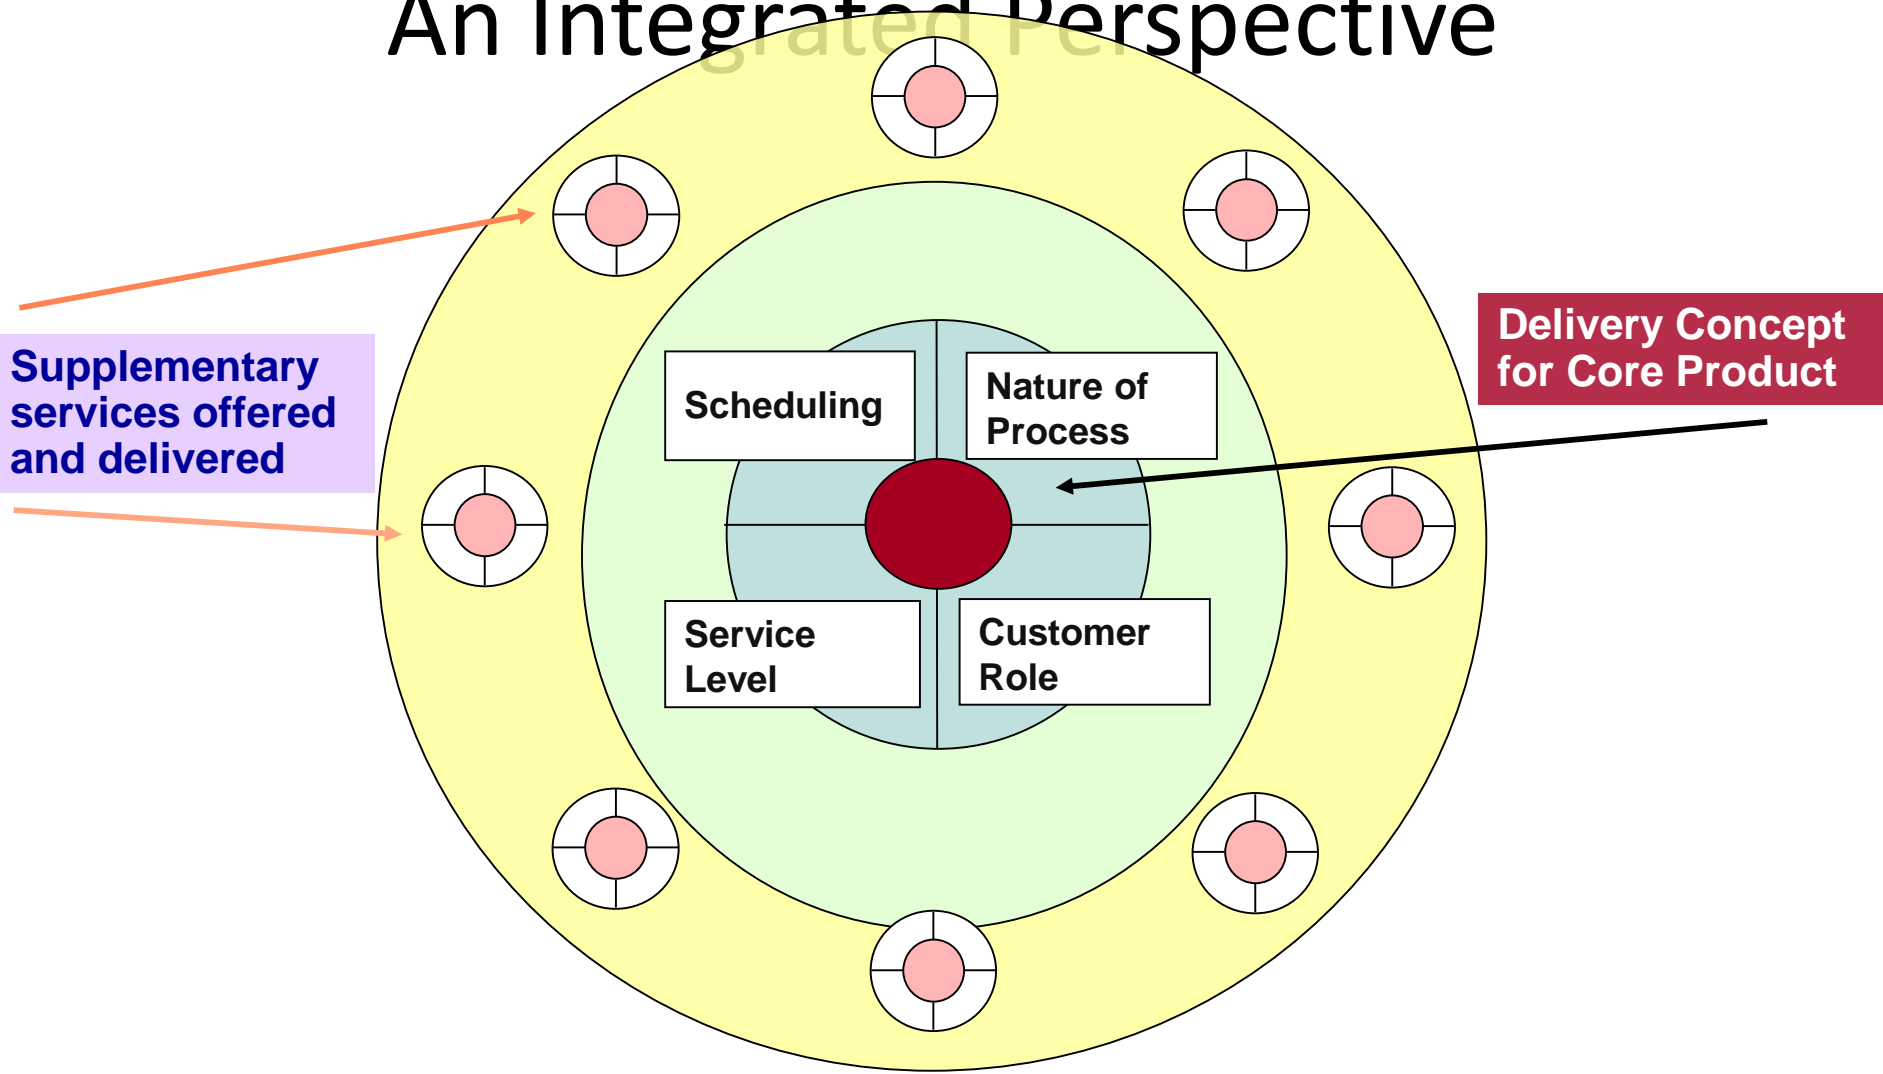 An Integrated Perspective
Supplementary
services offered
and delivered
Scheduling
Nature of
Process
Delivery Concept
for Core Product
Service
Level
Customer
Role